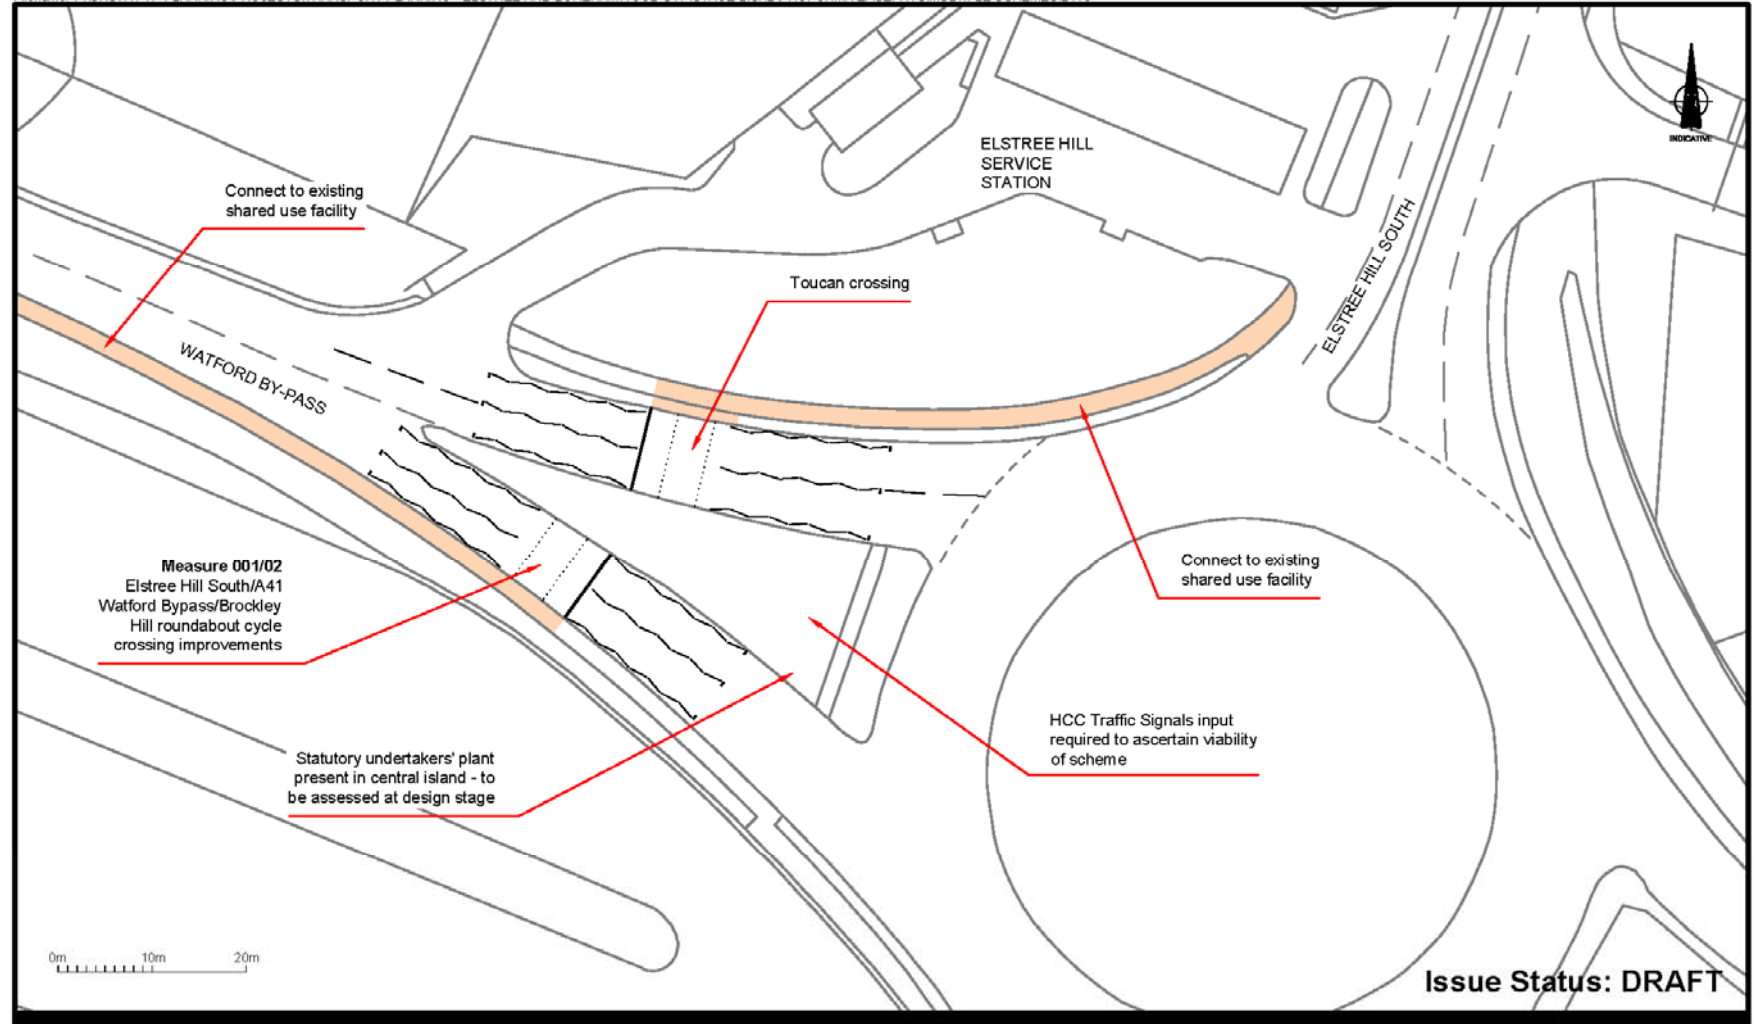 ELSTREE HILL
SERVICE
STATION
INDICATIVE
Connect to existing
shared use facility
ELSTREE HILL SOUTH
Toucan crossing
WATFORD BY-PASS
Measure 001/02
Elstree Hill South/A41
Watford Bypass/Brockley
Hill roundabout cycle
crossing improvements
Connect to existing
shared use facility
HCC Traffic Signals input
required to ascertain viability
of scheme
Statutory undertakers' plant
present in central island - to
be assessed at design stage
0m 10m 20m
Issue Status: DRAFT